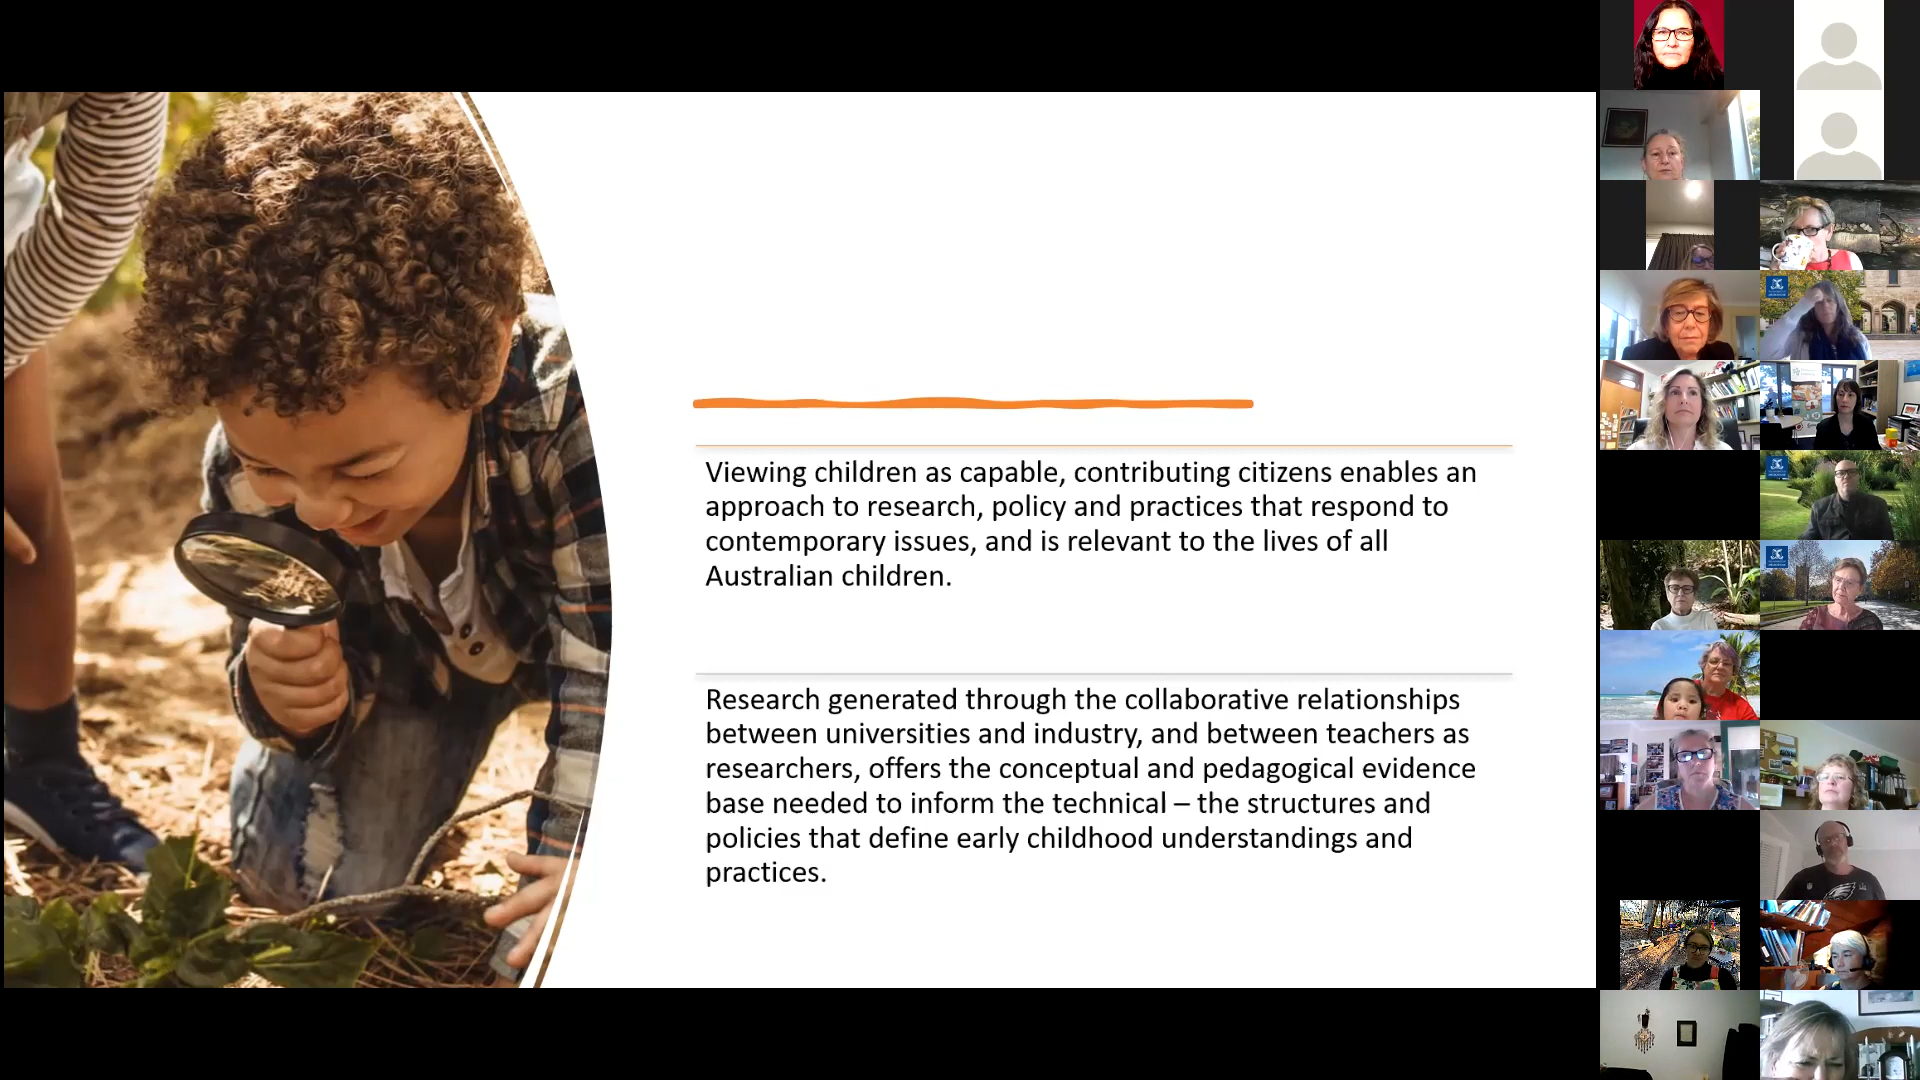 Viewing children as capable, contributing citizens enables an
approach to research, policy and practices that respond to
contemporary issues, and is relevant to the lives of all
Australian children.
Research generated through the collaborative relationships
between universities and industry, and between teachers as
researchers, offers the conceptual and pedagogical evidence
base needed to inform the technical – the structures and
policies that define early childhood understandings and
practices.